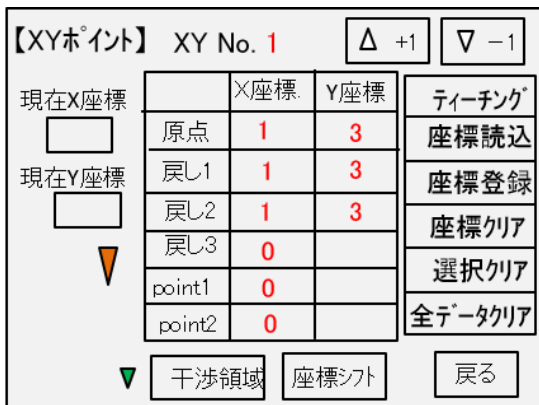 【XYﾎﾟｲﾝﾄ】 XY No. 1 Δ +1 ∇ −1
現在X座標
現在Y座標
X座標. Y座標
原点 1 3
戻し1 1 3
戻し2 1 3
戻し3 0
point1 0
point2 0
ティーチング
座標読込
座標登録
座標クリア
選択クリア
全データクリア
干渉領域 座標シフト 戻る